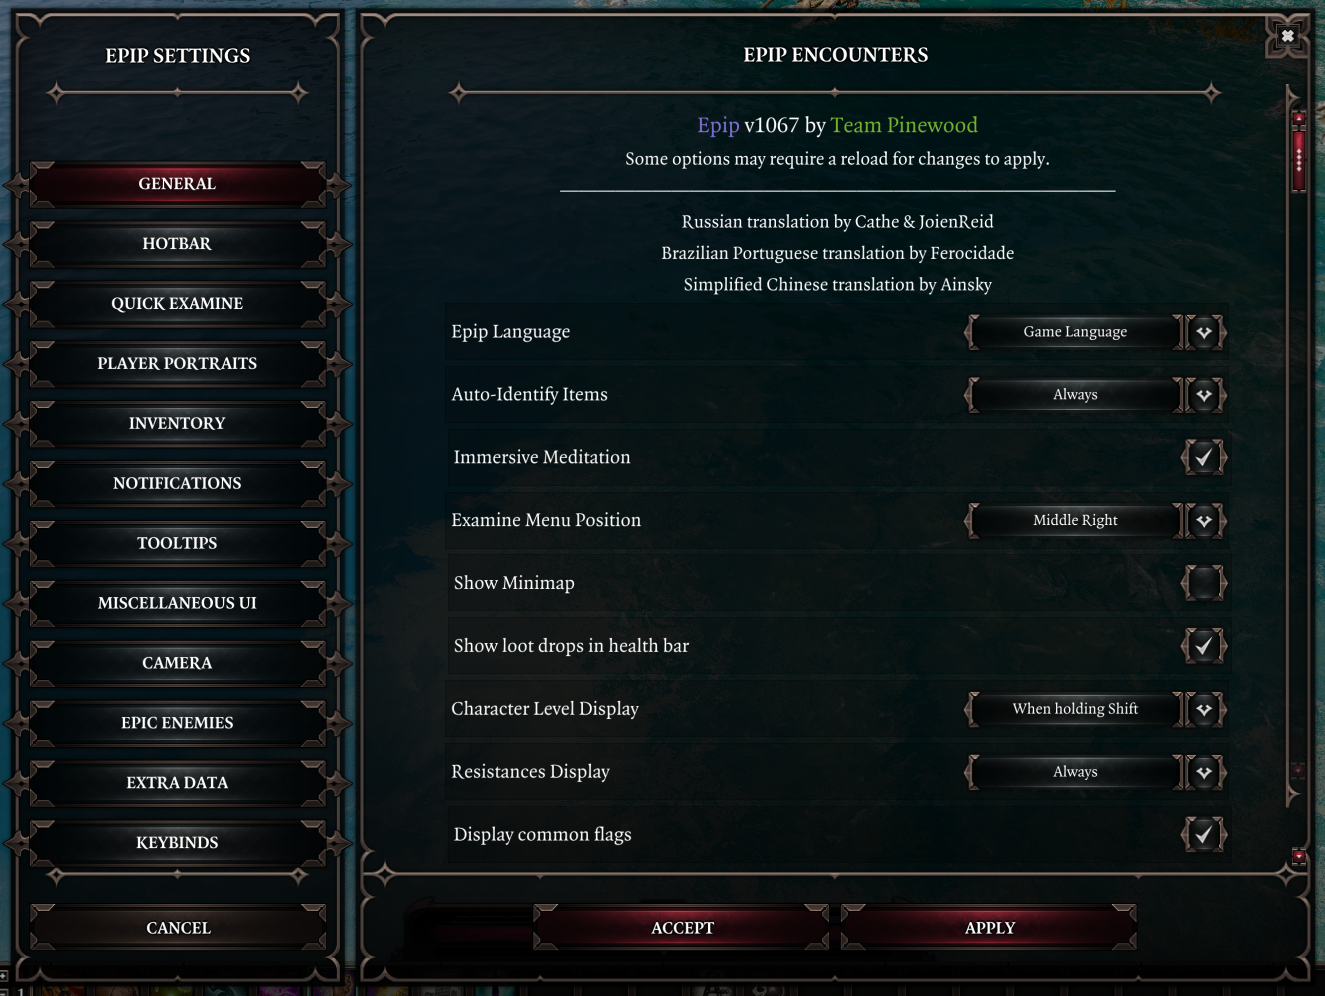 EPIP SETTINGS
GENERAL
HOTBAR
QUICK EXAMINE
PLAYER PORTRAITS
INVENTORY
NOTIFICATIONS
TOOLTIPS
MISCELLANEOUS UI
CAMERA
EPIC ENEMIES
EXTRA DATA
KEYBINDS
CANCEL
EPIP ENCOUNTERS
Epip v1067 by Team Pinewood
Some options may require a reload for changes to apply.
Russian translation by Cathe & JoienReid
Brazilian Portuguese translation by Ferocidade
Simplified Chinese translation by Ainsky
Epip Language Game Language
Auto-Identify Items Always
Immersive Meditation
Examine Menu Position Middle Right
Show Minimap
Show loot drops in health bar
Character Level Display When holding Shift
Resistances Display Always
Display common flags
ACCEPT APPLY
1